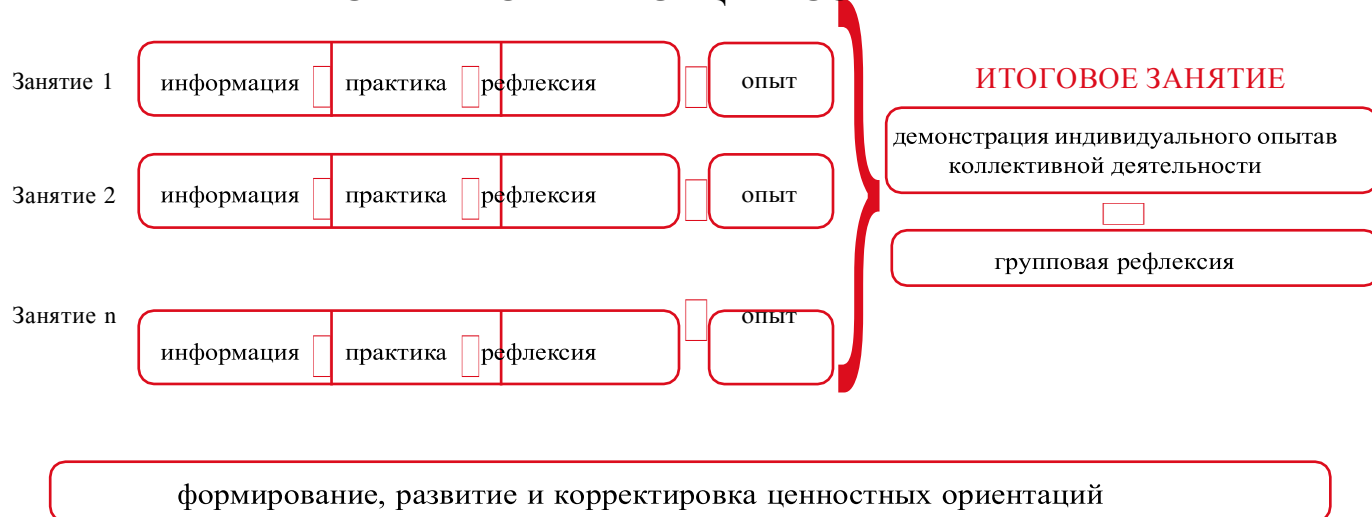 Занятие 1
информация практика рефлексия опыт
Занятие 2
информация практика рефлексия опыт
Занятие n
информация практика рефлексия опыт
ИТОГОВОЕ ЗАНЯТИЕ
демонстрация индивидуального опытав
коллективной деятельности
групповая рефлексия
формирование, развитие и корректировка ценностных ориентаций